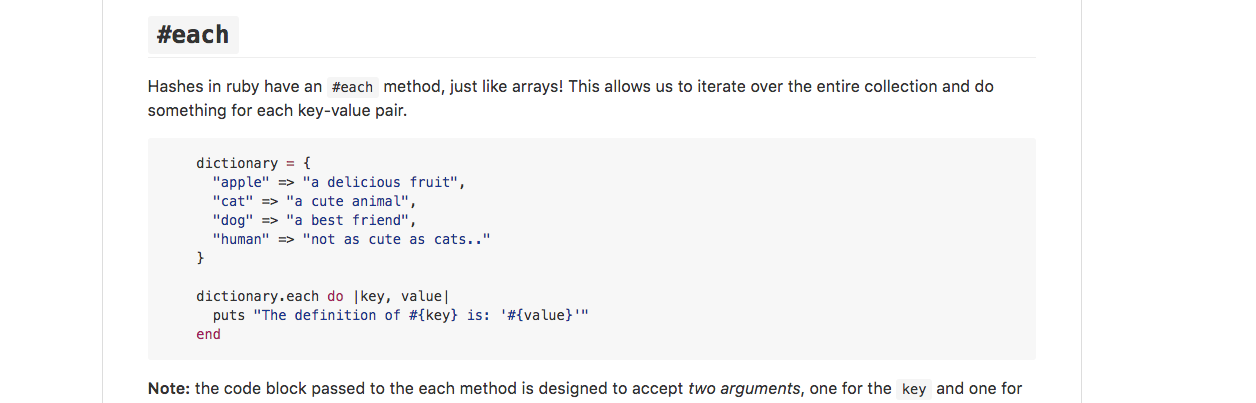 #each
Hashes in ruby have an #each method, just like arrays! This allows us to iterate over the entire collection and do
something for each key-value pair.
dictionary = {
  "apple" => "a delicious fruit",
  "cat" => "a cute animal",
  "dog" => "a best friend",
  "human" => "not as cute as cats.."
}

dictionary.each do |key, value|
  puts "The definition of #{key} is: '#{value}'"
end
Note: the code block passed to the each method is designed to accept two arguments, one for the key and one for